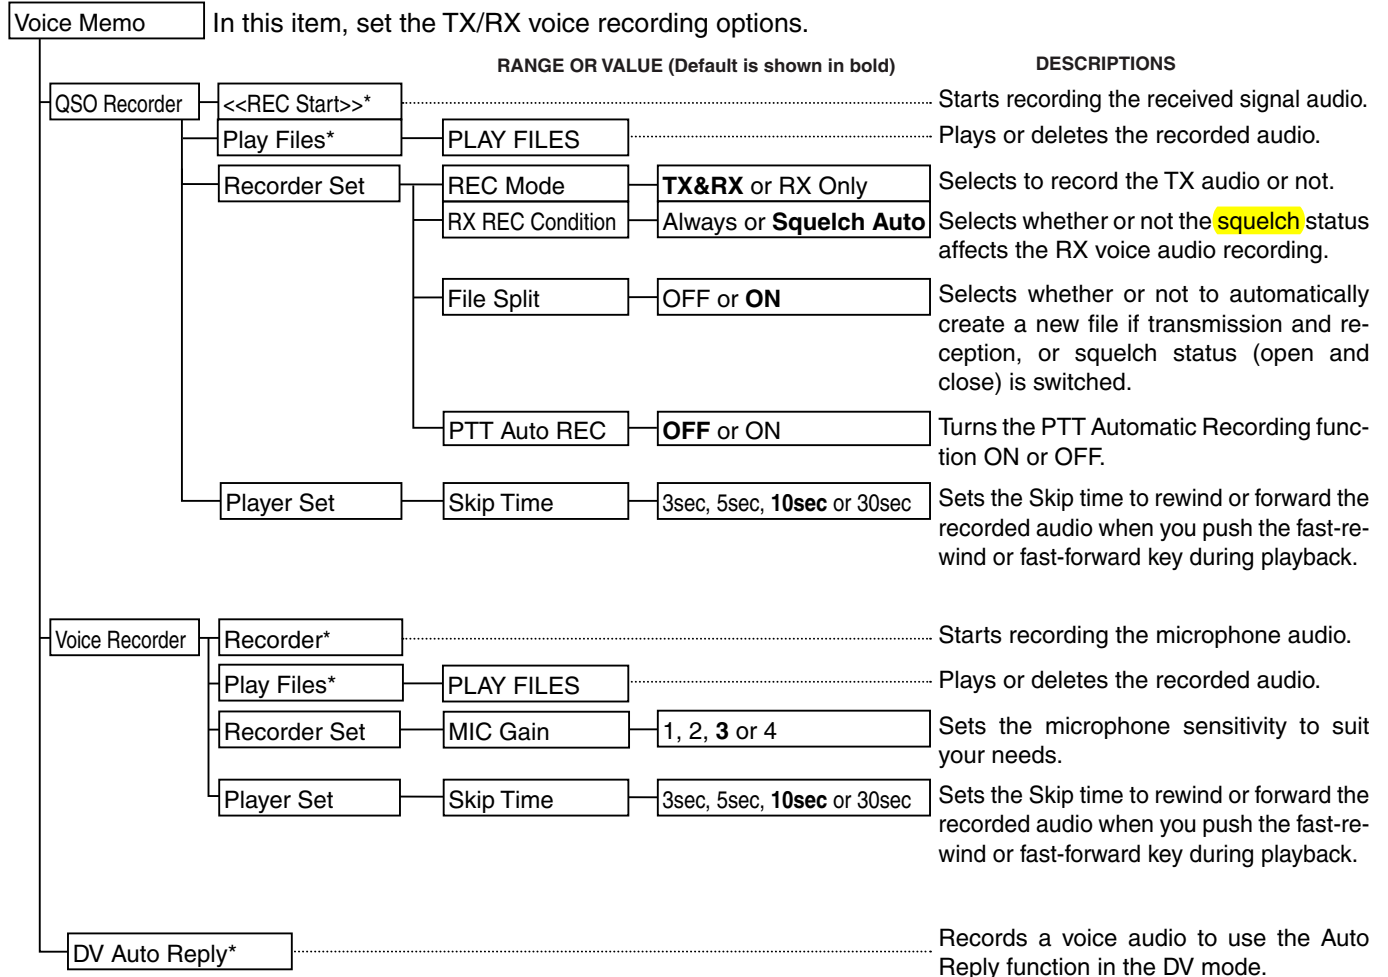 Voice Memo In this item, set the TX/RX voice recording options.
RANGE OR VALUE (Default is shown in bold) DESCRIPTIONS
QSO Recorder <<REC Start>>* Starts recording the received signal audio.
Play Files* PLAY FILES Plays or deletes the recorded audio.
Recorder Set REC Mode TX&RX or RX Only Selects to record the TX audio or not.
RX REC Condition Always or Squelch Auto Selects whether or not the squelch status
affects the RX voice audio recording.
File Split OFF or ON Selects whether or not to automatically
create a new file if transmission and re-
ception, or squelch status (open and
close) is switched.
PTT Auto REC OFF or ON Turns the PTT Automatic Recording func-
tion ON or OFF.
Player Set Skip Time 3sec, 5sec, 10sec or 30sec Sets the Skip time to rewind or forward the
recorded audio when you push the fast-re-
wind or fast-forward key during playback.
Voice Recorder Recorder* Starts recording the microphone audio.
Play Files* PLAY FILES Plays or deletes the recorded audio.
Recorder Set MIC Gain 1, 2, 3 or 4 Sets the microphone sensitivity to suit
your needs.
Player Set Skip Time 3sec, 5sec, 10sec or 30sec Sets the Skip time to rewind or forward the
recorded audio when you push the fast-re-
wind or fast-forward key during playback.
DV Auto Reply* Records a voice audio to use the Auto
Reply function in the DV mode.